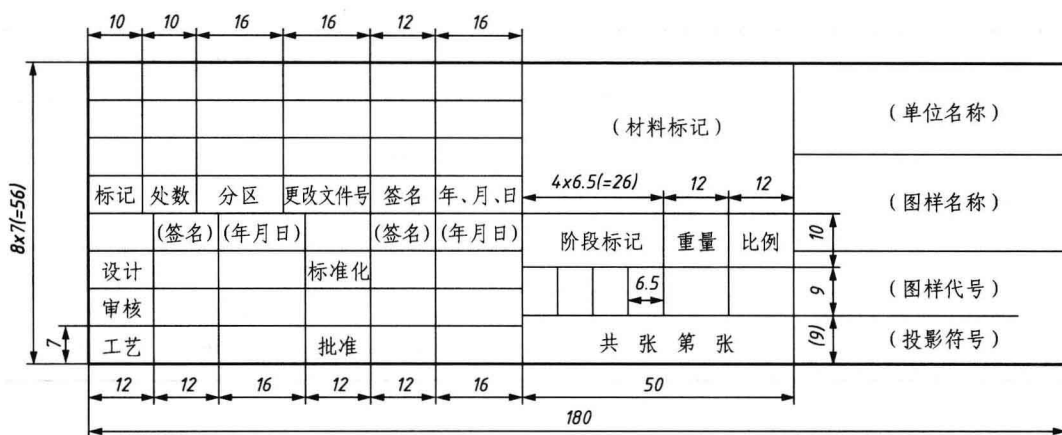 10 10 16 16 12 16
(单位名称)
(材料标记)
8x7(=56)
4x6.5(=26) 12 12
标记 处数 分区 更改文件号 签名 年、月、日
(图样名称)
(签名) (年月日) (签名) (年月日)
阶段标记 重量 比例 10
设计 标准化
6.5 9 (图样代号)
审核
7 工艺 批准 共 张 第 张 (9) (投影符号)
12 12 16 12 12 16 50
180